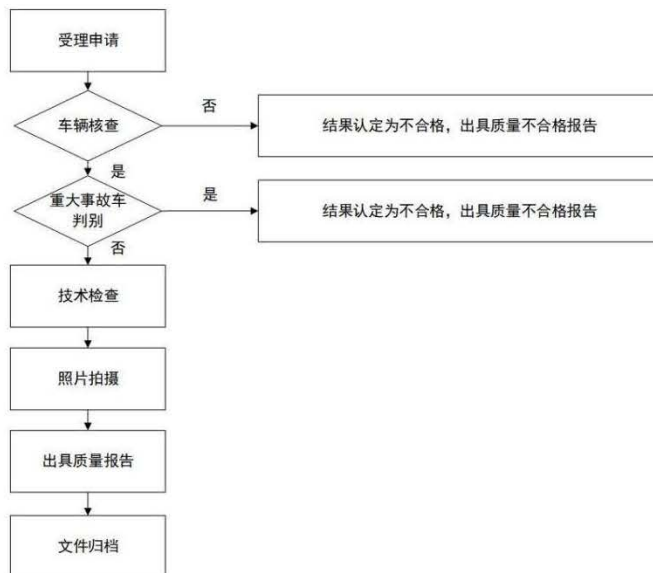 受理申请
车辆核查
否
结果认定为不合格，出具质量不合格报告
是
重大事故车
判别
是
结果认定为不合格，出具质量不合格报告
否
技术检查
照片拍摄
出具质量报告
文件归档